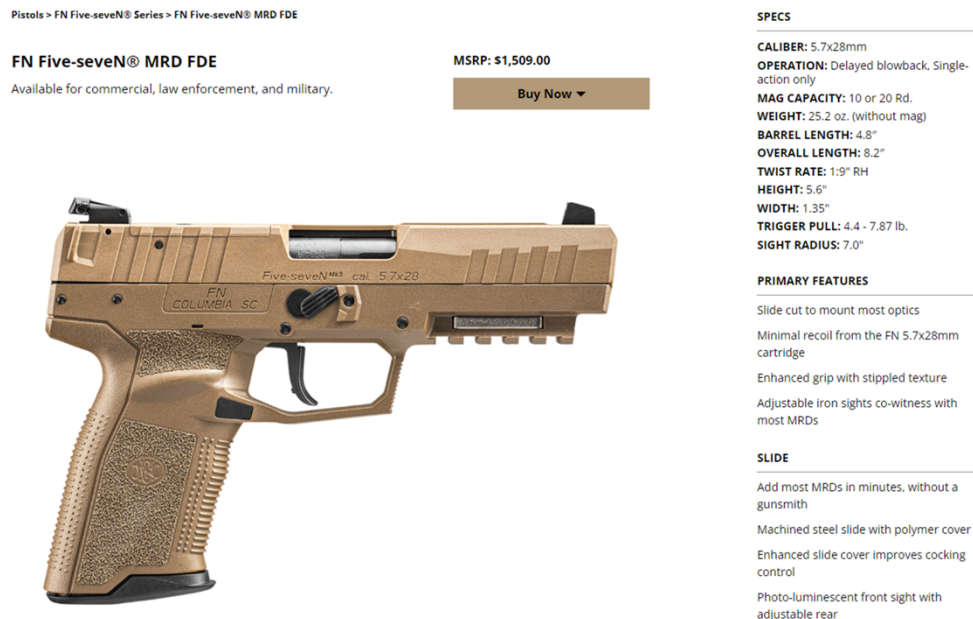 Pistols > FN Five-seveN® Series > FN Five-seveN® MRD FDE
FN Five-seveN® MRD FDE
Available for commercial, law enforcement, and military.
MSRP: $1,509.00
Buy Now
Five-seveN Mk3 cal. 5.7x28
FN
COLUMBIA SC
SPECS
CALIBER: 5.7x28mm
OPERATION: Delayed blowback, Single-
action only
MAG CAPACITY: 10 or 20 Rd.
WEIGHT: 25.2 oz. (without mag)
BARREL LENGTH: 4.8″
OVERALL LENGTH: 8.2″
TWIST RATE: 1:9" RH
HEIGHT: 5.6"
WIDTH: 1.35"
TRIGGER PULL: 4.4 - 7.87 lb.
SIGHT RADIUS: 7.0"
PRIMARY FEATURES
Slide cut to mount most optics
Minimal recoil from the FN 5.7x28mm
cartridge
Enhanced grip with stippled texture
Adjustable iron sights co-witness with
most MRDs
SLIDE
Add most MRDs in minutes, without a
gunsmith
Machined steel slide with polymer cover
Enhanced slide cover improves cocking
control
Photo-luminescent front sight with
adjustable rear